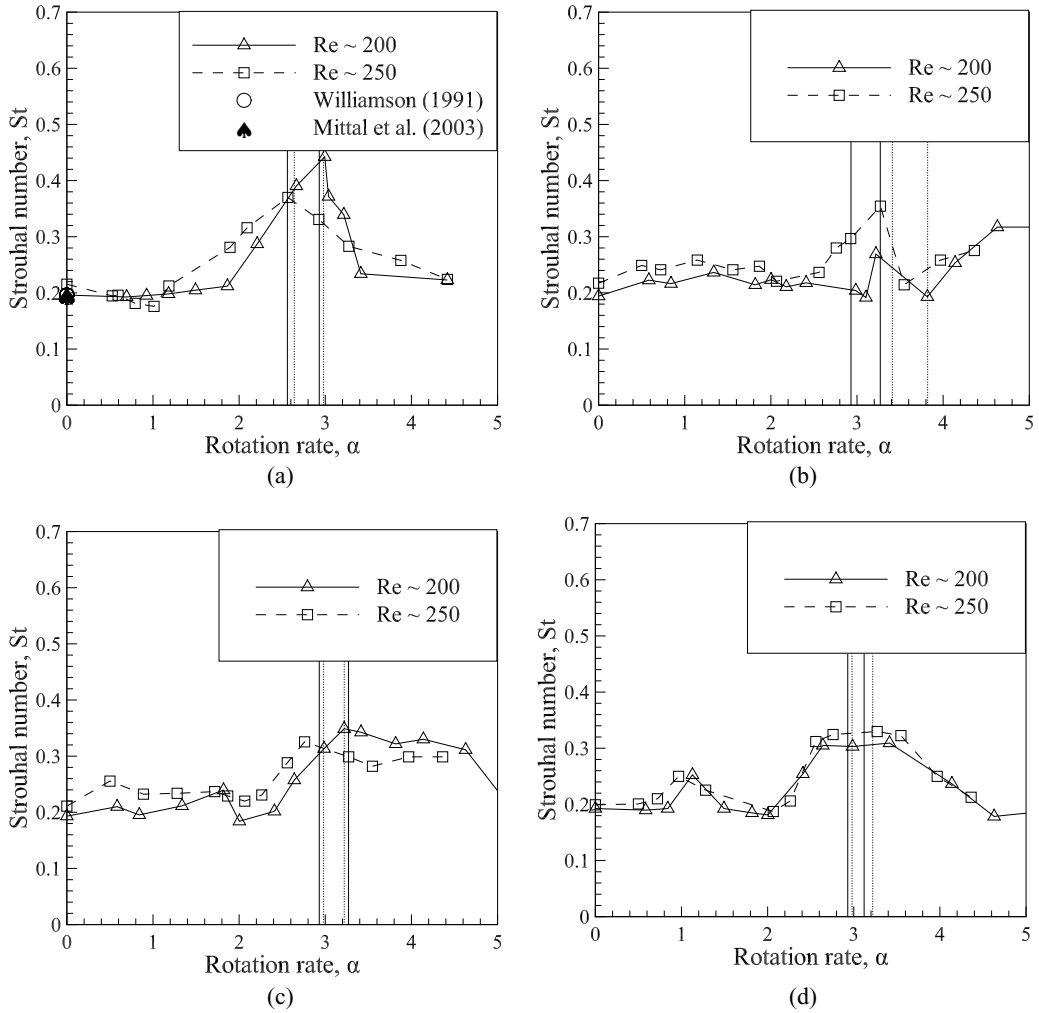 0.7
0.6
0.5
0.4
0.3
0.2
0.1
0
Strouhal number, St
Re ~ 200
Re ~ 250
Williamson (1991)
Mittal et al. (2003)
0 1 2 3 4 5
Rotation rate, α
(a)
0.7
0.6
0.5
0.4
0.3
0.2
0.1
0
Strouhal number, St
Re ~ 200
Re ~ 250
0 1 2 3 4 5
Rotation rate, α
(b)
0.7
0.6
0.5
0.4
0.3
0.2
0.1
0
Strouhal number, St
Re ~ 200
Re ~ 250
0 1 2 3 4 5
Rotation rate, α
(c)
0.7
0.6
0.5
0.4
0.3
0.2
0.1
0
Strouhal number, St
Re ~ 200
Re ~ 250
0 1 2 3 4 5
Rotation rate, α
(d)